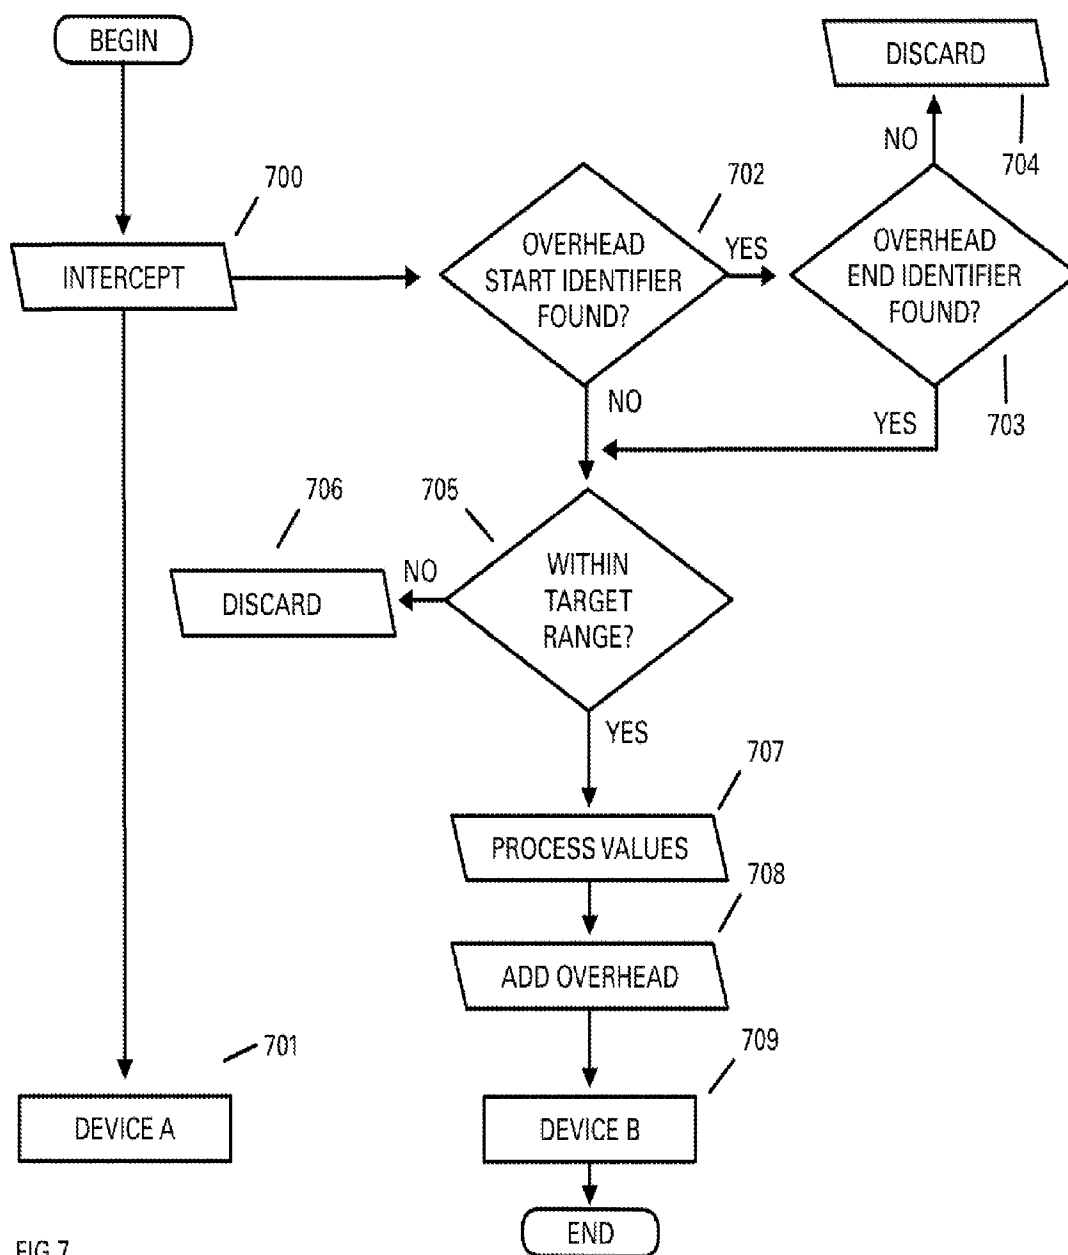 BEGIN
DISCARD
NO
704
700
702
INTERCEPT
OVERHEAD
START IDENTIFIER
FOUND?
YES
OVERHEAD
END IDENTIFIER
FOUND?
703
NO
YES
706
705
DISCARD
NO
WITHIN
TARGET
RANGE?
YES
707
PROCESS VALUES
708
ADD OVERHEAD
701
709
DEVICE A
DEVICE B
END
FIG 7